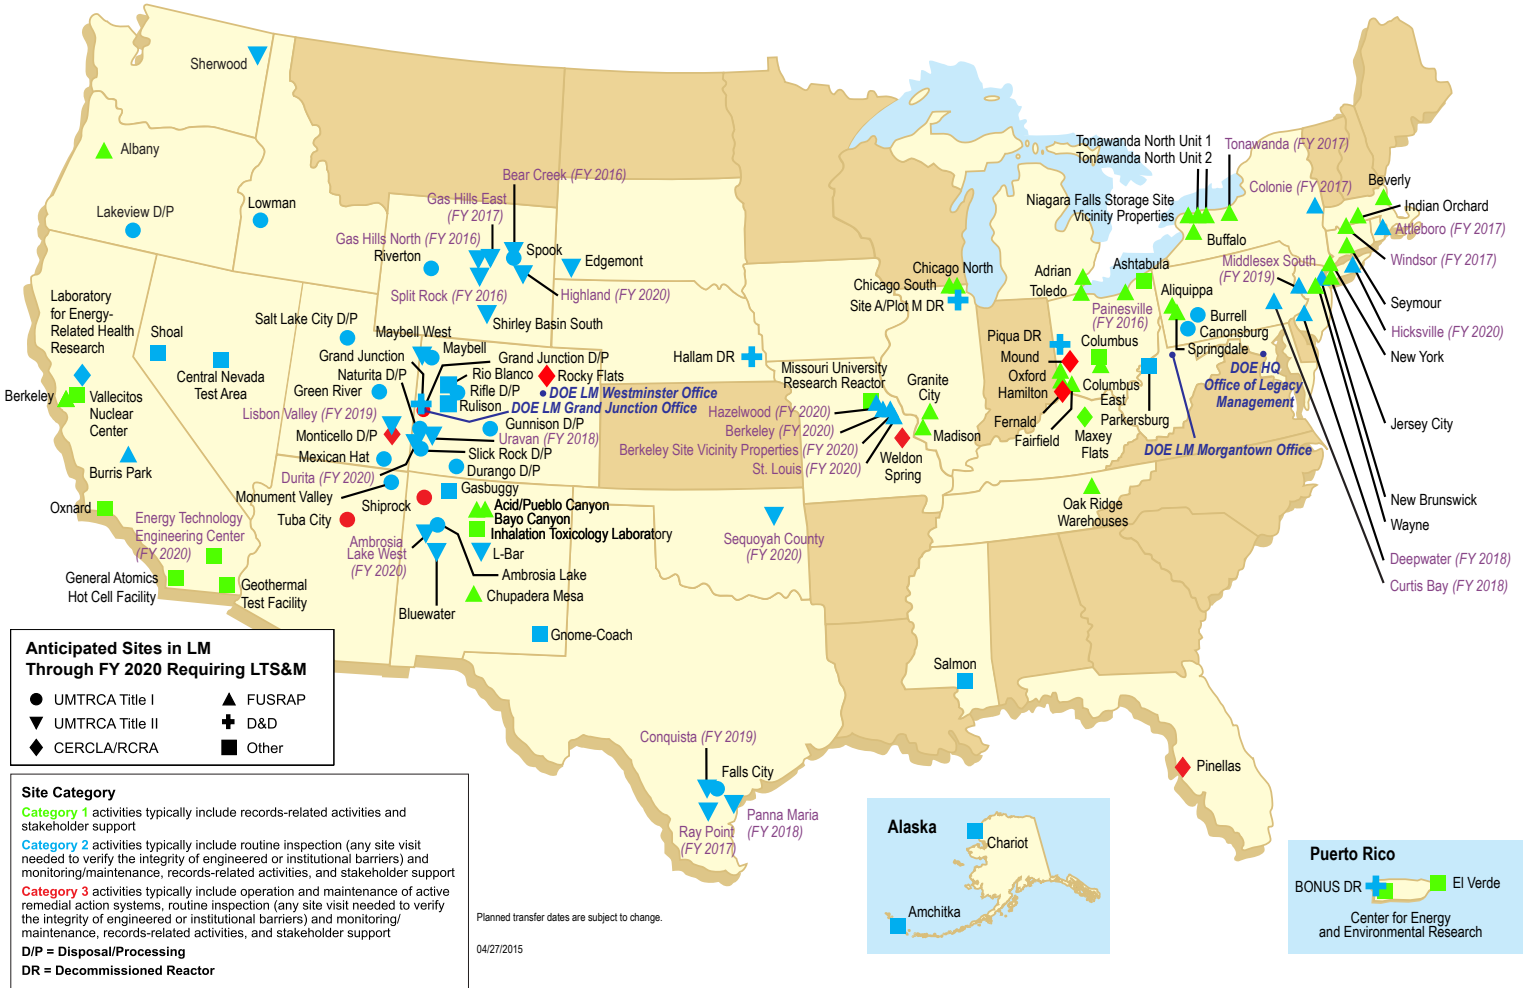 Sherwood
Albany
Lakeview D/P
Lowman
Laboratory
for Energy-
Related Health
Research
Shoal
Central Nevada
Test Area
Berkeley
Vallecitos
Nuclear
Center
Burris Park
Oxnard
Energy Technology
Engineering Center
(FY 2020)
General Atomics
Hot Cell Facility
Geothermal
Test Facility
Bear Creek (FY 2016)
Gas Hills East
(FY 2017)
Gas Hills North (FY 2016)
Riverton
Spook
Edgemont
Split Rock (FY 2016)
Highland (FY 2020)
Shirley Basin South
Salt Lake City D/P
Maybell West
Maybell
Grand Junction
Grand Junction D/P
Naturita D/P
Rio Blanco
Rocky Flats
Green River
Rifle D/P
DOE LM Westminster Office
Rulison
DOE LM Grand Junction Office
Lisbon Valley (FY 2019)
Gunnison D/P
Monticello D/P
Uravan (FY 2018)
Mexican Hat
Slick Rock D/P
Durita (FY 2020)
Durango D/P
Monument Valley
Gasbuggy
Shiprock
Tuba City
Acid/Pueblo Canyon
Bayo Canyon
Inhalation Toxicology Laboratory
Ambrosia
Lake West
(FY 2020)
L-Bar
Ambrosia Lake
Chupadera Mesa
Bluewater
Gnome-Coach
Hallam DR
Sequoyah County
(FY 2020)
Conquista (FY 2019)
Falls City
Panna Maria
(FY 2018)
Ray Point
(FY 2017)
Chicago North
Chicago South
Site A/Plot M DR
Missouri University
Research Reactor
Granite
City
Hazelwood (FY 2020)
Berkeley (FY 2020)
Madison
Berkeley Site Vicinity Properties (FY 2020)
St. Louis (FY 2020)
Weldon
Spring
Salmon
Tonawanda North Unit 1
Tonawanda North Unit 2
Tonawanda (FY 2017)
Niagara Falls Storage Site
Vicinity Properties
Buffalo
Colonie (FY 2017)
Beverly
Indian Orchard
Attleboro (FY 2017)
Windsor (FY 2017)
Adrian
Toledo
Ashtabula
Middlesex South
(FY 2019)
Painesville
(FY 2016)
Aliquippa
Burrell
Canonsburg
Springdale
Piqua DR
Mound
Oxford
Hamilton
Columbus
Columbus
East
Fernald
Fairfield
Parkersburg
Maxey
Flats
DOE HQ
Office of Legacy
Management
DOE LM Morgantown Office
Oak Ridge
Warehouses
Seymour
Hicksville (FY 2020)
New York
Jersey City
New Brunswick
Wayne
Deepwater (FY 2018)
Curtis Bay (FY 2018)
Pinellas
Anticipated Sites in LM
Through FY 2020 Requiring LTS&M
UMTRCA Title I
FUSRAP
UMTRCA Title II
D&D
CERCLA/RCRA
Other
Site Category
Category 1 activities typically include records-related activities and
stakeholder support
Category 2 activities typically include routine inspection (any site visit
needed to verify the integrity of engineered or institutional barriers) and
monitoring/maintenance, records-related activities, and stakeholder support
Category 3 activities typically include operation and maintenance of active
remedial action systems, routine inspection (any site visit needed to verify
the integrity of engineered or institutional barriers) and monitoring/
maintenance, records-related activities, and stakeholder support
D/P = Disposal/Processing
DR = Decommissioned Reactor
Planned transfer dates are subject to change.
04/27/2015
Alaska
Chariot
Amchitka
Puerto Rico
BONUS DR
El Verde
Center for Energy
and Environmental Research